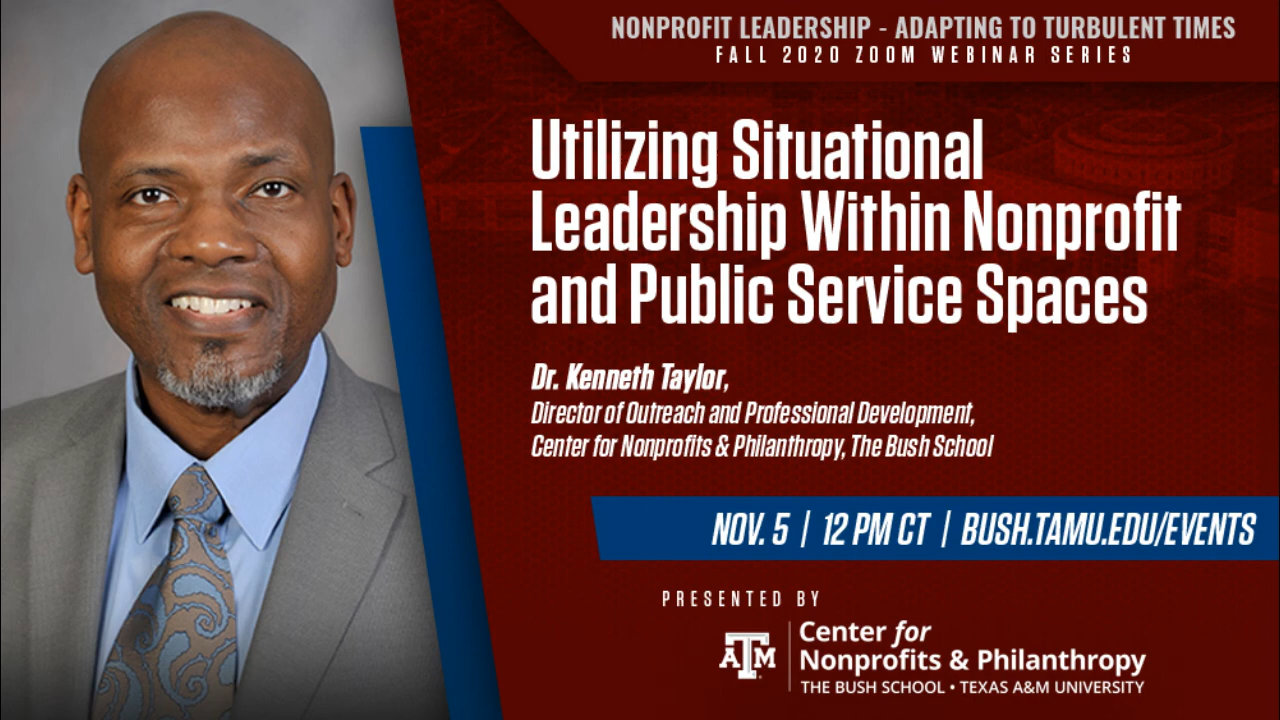 NONPROFIT LEADERSHIP - ADAPTING TO TURBULENT TIMES
FALL 2020 ZOOM WEBINAR SERIES
Utilizing Situational
Leadership Within Nonprofit
and Public Service Spaces
Dr. Kenneth Taylor,
Director of Outreach and Professional Development,
Center for Nonprofits & Philanthropy, The Bush School
NOV. 5 | 12 PM CT | BUSH.TAMU.EDU/EVENTS
PRESENTED BY
ATM
Center for
Nonprofits & Philanthropy
THE BUSH SCHOOL • TEXAS A&M UNIVERSITY